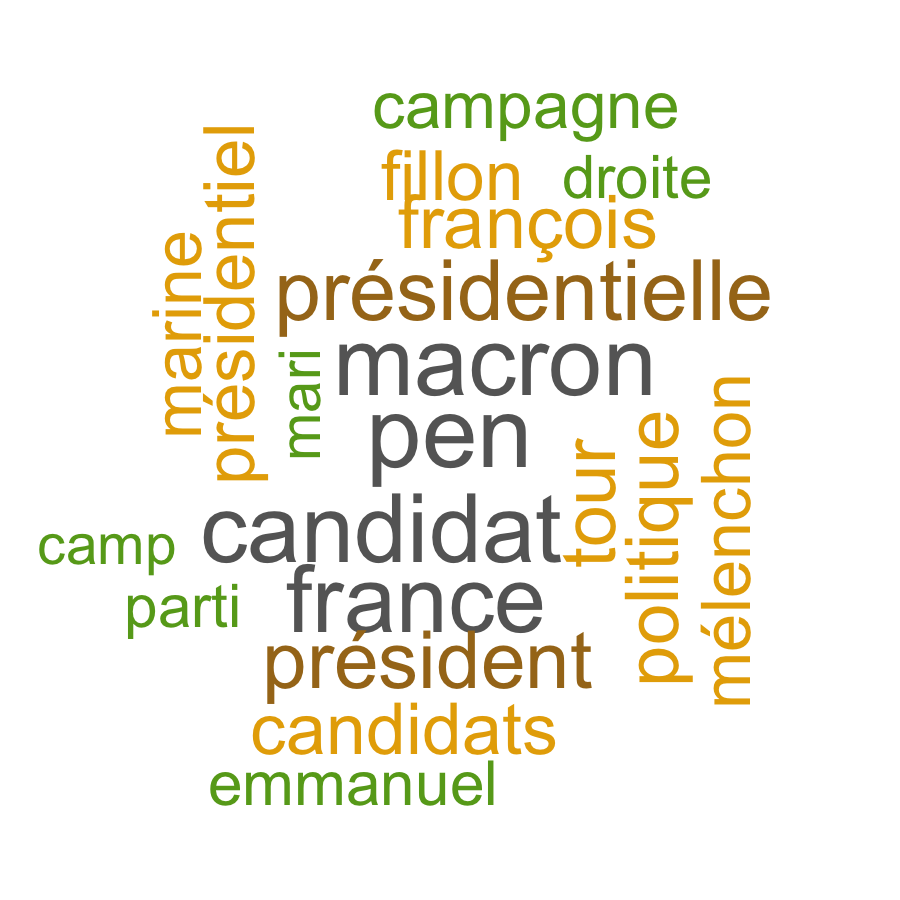 campagne
fillon
droite
françois
présidentiel
marine
présidentielle
mari
macron
pen
candidat
tour
politique
mélenchon
camp
france
parti
président
candidats
emmanuel